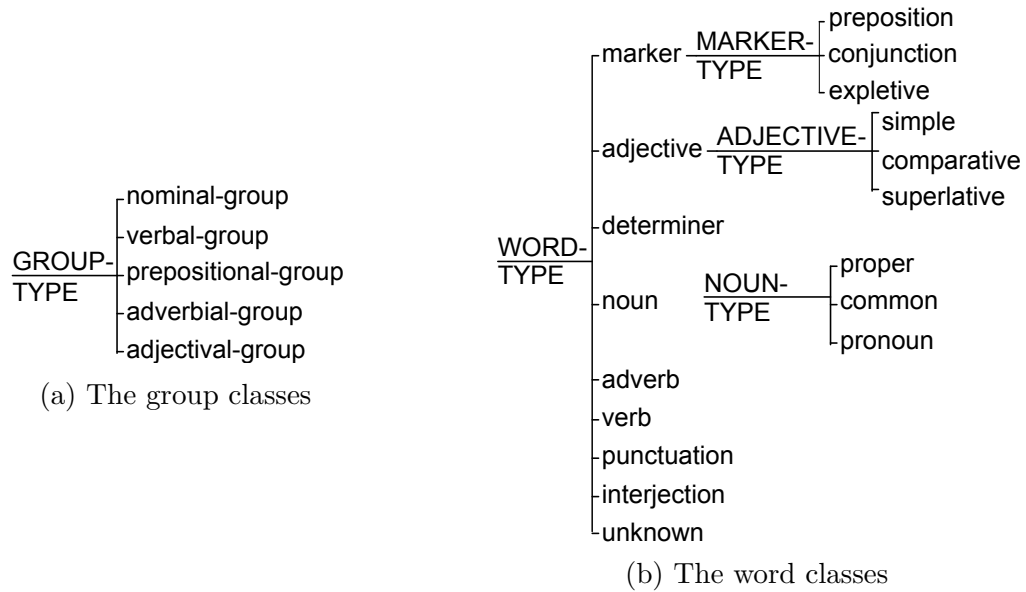 nominal-group
verbal-group
GROUP-
TYPE
prepositional-group
adverbial-group
adjectival-group
(a) The group classes
WORD-
TYPE
marker
MARKER-
TYPE
preposition
conjunction
expletive
adjective
ADJECTIVE-
TYPE
simple
comparative
superlative
determiner
noun
NOUN-
TYPE
proper
common
pronoun
adverb
verb
punctuation
interjection
unknown
(b) The word classes